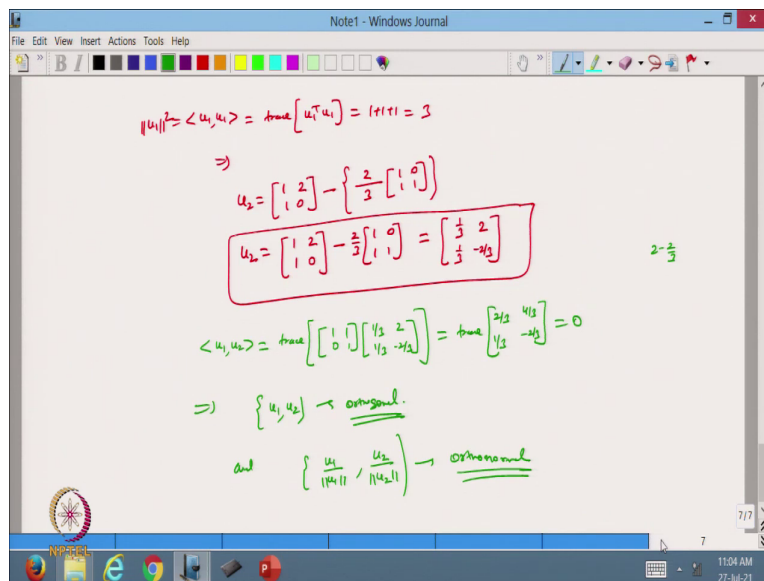 Note1 - Windows Journal
File Edit View Insert Actions Tools Help
B I
||u₁||² = <u₁,u₁> = trace[u₁ᵀ u₁] = 1+1+1 = 3
⇒
u₂ = [1 2; 1 0] - {2/3 [1 0; 1 1]}
u₂ = [1 2; 1 0] - 2/3 [1 0; 1 1] = [1/3 2; 1/3 -2/3]
2 - 2/3
<u₁,u₂> = trace[[1 1; 0 1] [1/3 2; 1/3 -2/3]] = trace[2/3 4/3; 1/3 -2/3] = 0
⇒ {u₁,u₂} → orthogonal.
and {u₁/||u₁||, u₂/||u₂||} → orthonormal
NPTEL
7/7
7
11:04 AM
27-Jul-21